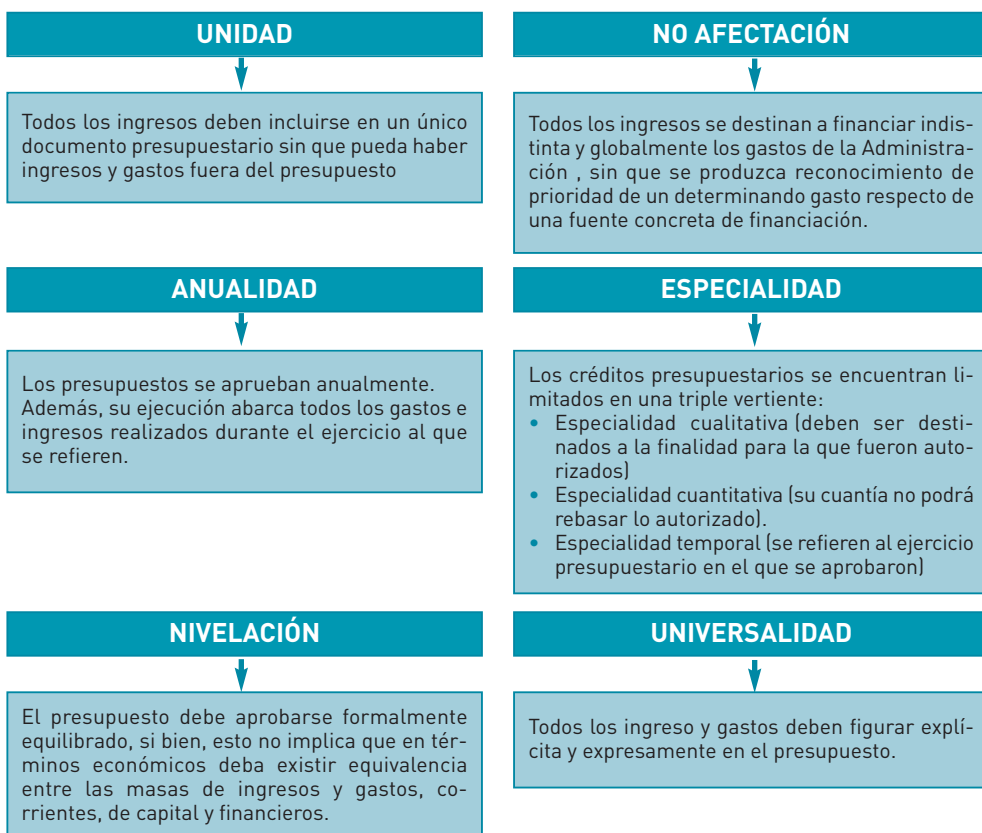 UNIDAD
Todos los ingresos deben incluirse en un único
documento presupuestario sin que pueda haber
ingresos y gastos fuera del presupuesto
NO AFECTACIÓN
Todos los ingresos se destinan a financiar indis-
tinta y globalmente los gastos de la Administra-
ción , sin que se produzca reconocimiento de
prioridad de un determinando gasto respecto de
una fuente concreta de financiación.
ANUALIDAD
Los presupuestos se aprueban anualmente.
Además, su ejecución abarca todos los gastos e
ingresos realizados durante el ejercicio al que
se refieren.
ESPECIALIDAD
Los créditos presupuestarios se encuentran li-
mitados en una triple vertiente:
• Especialidad cualitativa (deben ser desti-
nados a la finalidad para la que fueron auto-
rizados)
• Especialidad cuantitativa (su cuantía no podrá
rebasar lo autorizado).
• Especialidad temporal (se refieren al ejercicio
presupuestario en el que se aprobaron)
NIVELACIÓN
El presupuesto debe aprobarse formalmente
equilibrado, si bien, esto no implica que en tér-
minos económicos deba existir equivalencia
entre las masas de ingresos y gastos, co-
rrientes, de capital y financieros.
UNIVERSALIDAD
Todos los ingreso y gastos deben figurar explí-
cita y expresamente en el presupuesto.